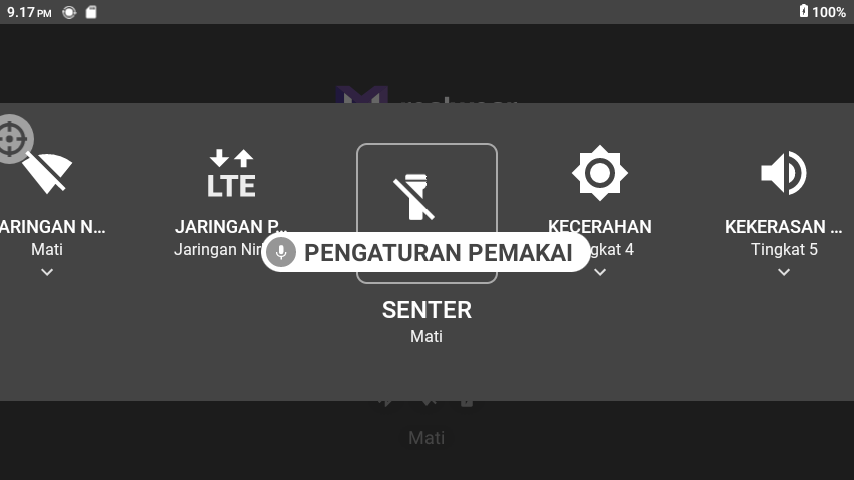 9.17 PM
100%
ARINGAN N...
Mati
LTE
JARINGAN P...
Jaringan Nir
KECERAHAN
gkat 4
KEKERASAN ...
Tingkat 5
PENGATURAN PEMAKAI
SENTER
Mati
Mati